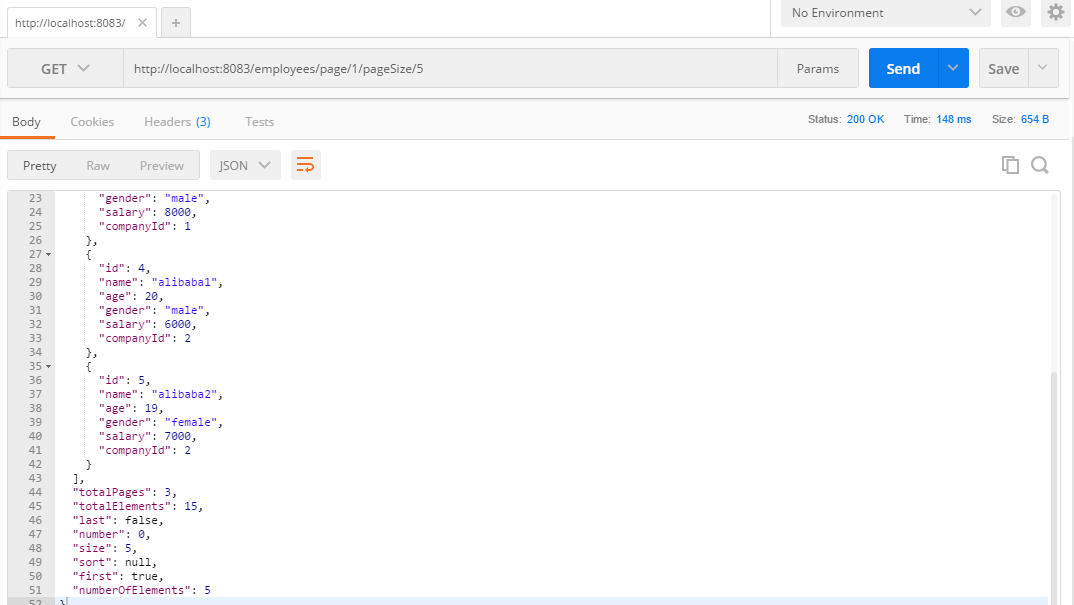 http://localhost:8083/
No Environment
GET
http://localhost:8083/employees/page/1/pageSize/5
Params
Send
Save
Body Cookies Headers (3) Tests
Status: 200 OK Time: 148 ms Size: 654 B
Pretty Raw Preview JSON
23 "gender": "male",
24 "salary": 8000,
25 "companyId": 1
26 },
27 {
28 "id": 4,
29 "name": "alibaba1",
30 "age": 20,
31 "gender": "male",
32 "salary": 6000,
33 "companyId": 2
34 },
35 {
36 "id": 5,
37 "name": "alibaba2",
38 "age": 19,
39 "gender": "female",
40 "salary": 7000,
41 "companyId": 2
42 }
43 ],
44 "totalPages": 3,
45 "totalElements": 15,
46 "last": false,
47 "number": 0,
48 "size": 5,
49 "sort": null,
50 "first": true,
51 "numberOfElements": 5
52 }